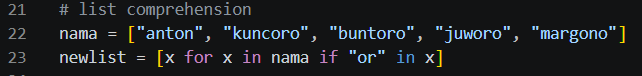 21 # list comprehension
22 nama = ["anton", "kuncoro", "buntoro", "juworo", "margono"]
23 newlist = [x for x in nama if "or" in x]